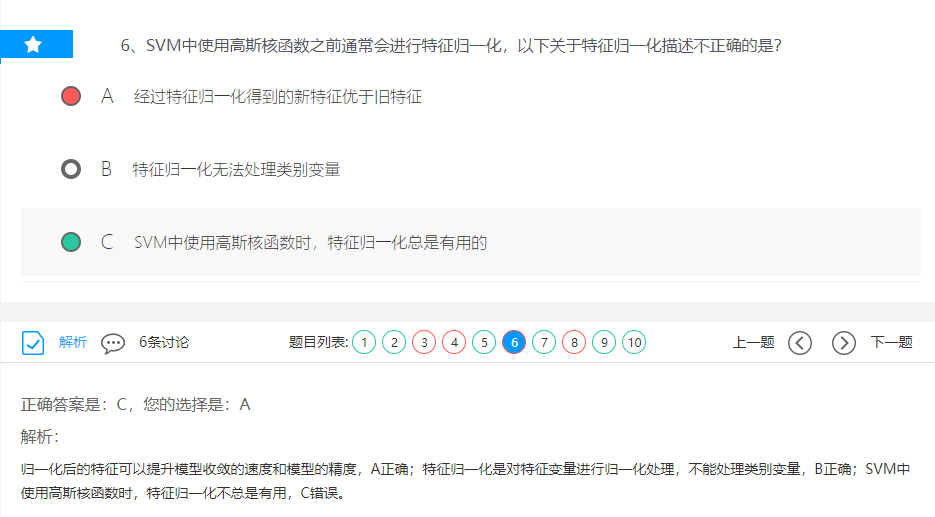 6、SVM中使用高斯核函数之前通常会进行特征归一化，以下关于特征归一化描述不正确的是？
A 经过特征归一化得到的新特征优于旧特征
B 特征归一化无法处理类别变量
C SVM中使用高斯核函数时，特征归一化总是有用的
解析 6条讨论 题目列表: 1 2 3 4 5 6 7 8 9 10 上一题 下一题
正确答案是：C，您的选择是：A
解析：
归一化后的特征可以提升模型收敛的速度和模型的精度，A正确；特征归一化是对特征变量进行归一化处理，不能处理类别变量，B正确；SVM中
使用高斯核函数时，特征归一化不总是有用，C错误。